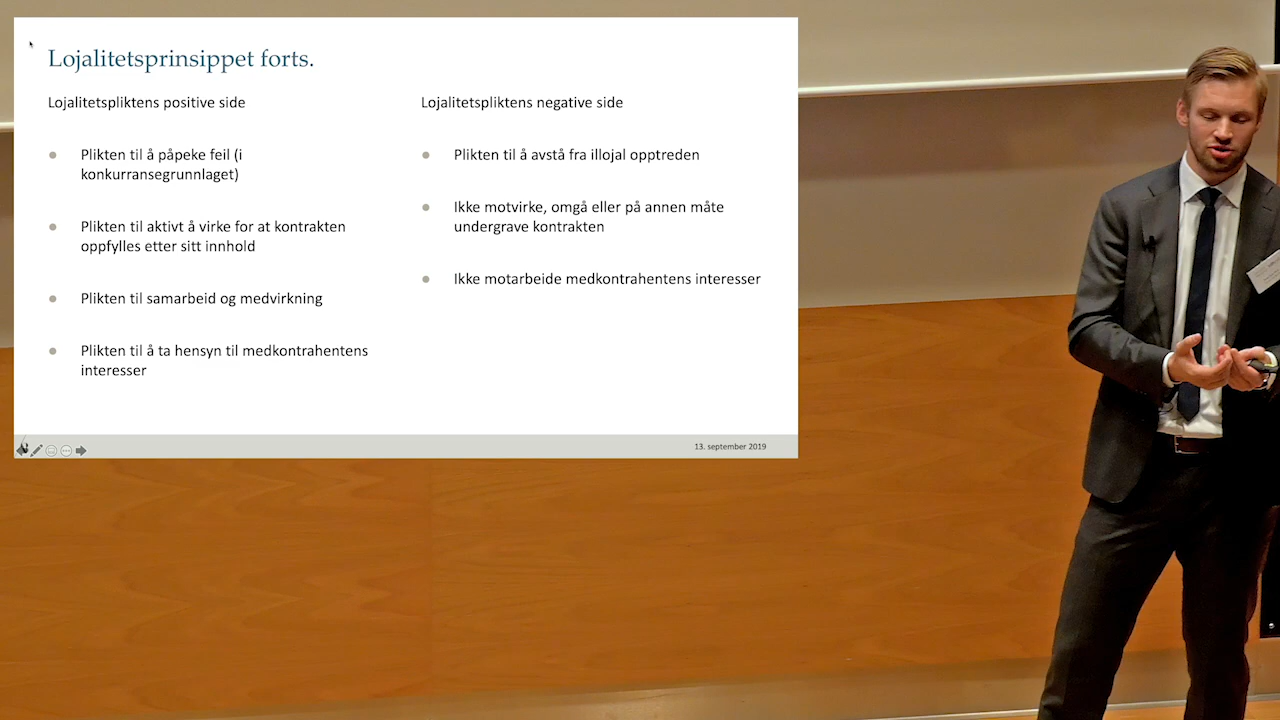 Lojalitetsprinsippet forts.
Lojalitetspliktens positive side
Plikten til å påpeke feil (i
konkurransegrunnlaget)
Plikten til aktivt å virke for at kontrakten
oppfylles etter sitt innhold
Plikten til samarbeid og medvirkning
Plikten til å ta hensyn til medkontrahentens
interesser
Lojalitetspliktens negative side
Plikten til å avstå fra illojal opptreden
Ikke motvirke, omgå eller på annen måte
undergrave kontrakten
Ikke motarbeide medkontrahentens interesser
13. september 2019